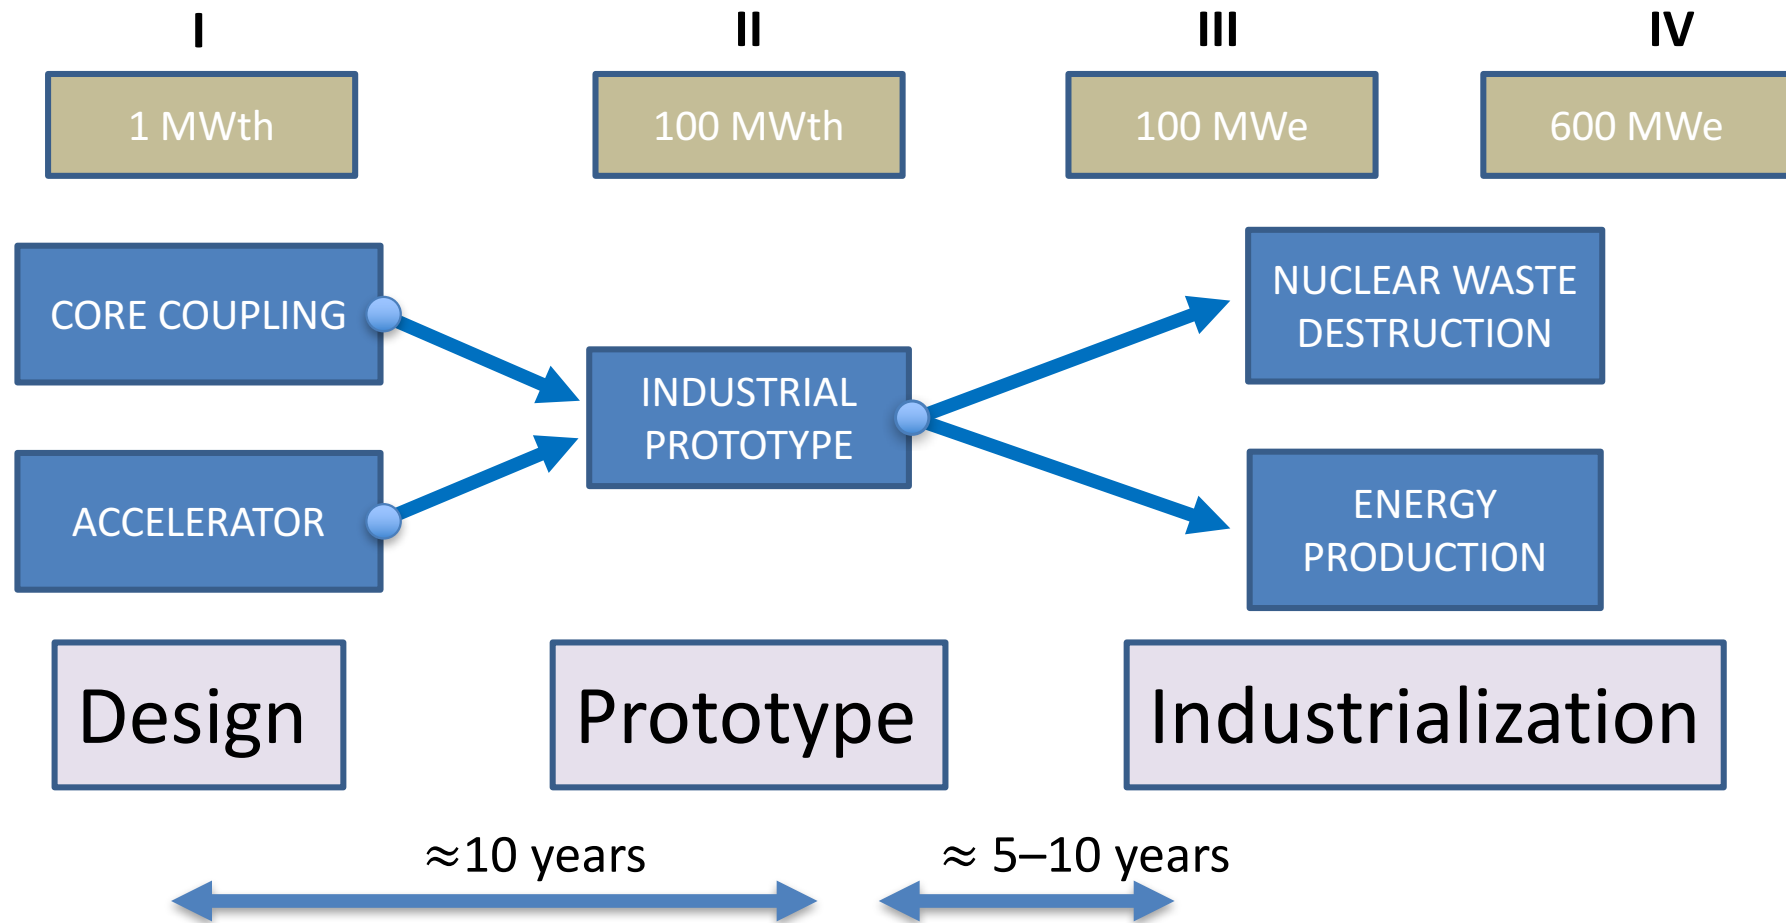 I
II
III
IV
1 MWth
100 MWth
100 MWe
600 MWe
CORE COUPLING
ACCELERATOR
INDUSTRIAL
PROTOTYPE
NUCLEAR WASTE
DESTRUCTION
ENERGY
PRODUCTION
Design
Prototype
Industrialization
≈10 years
≈ 5–10 years